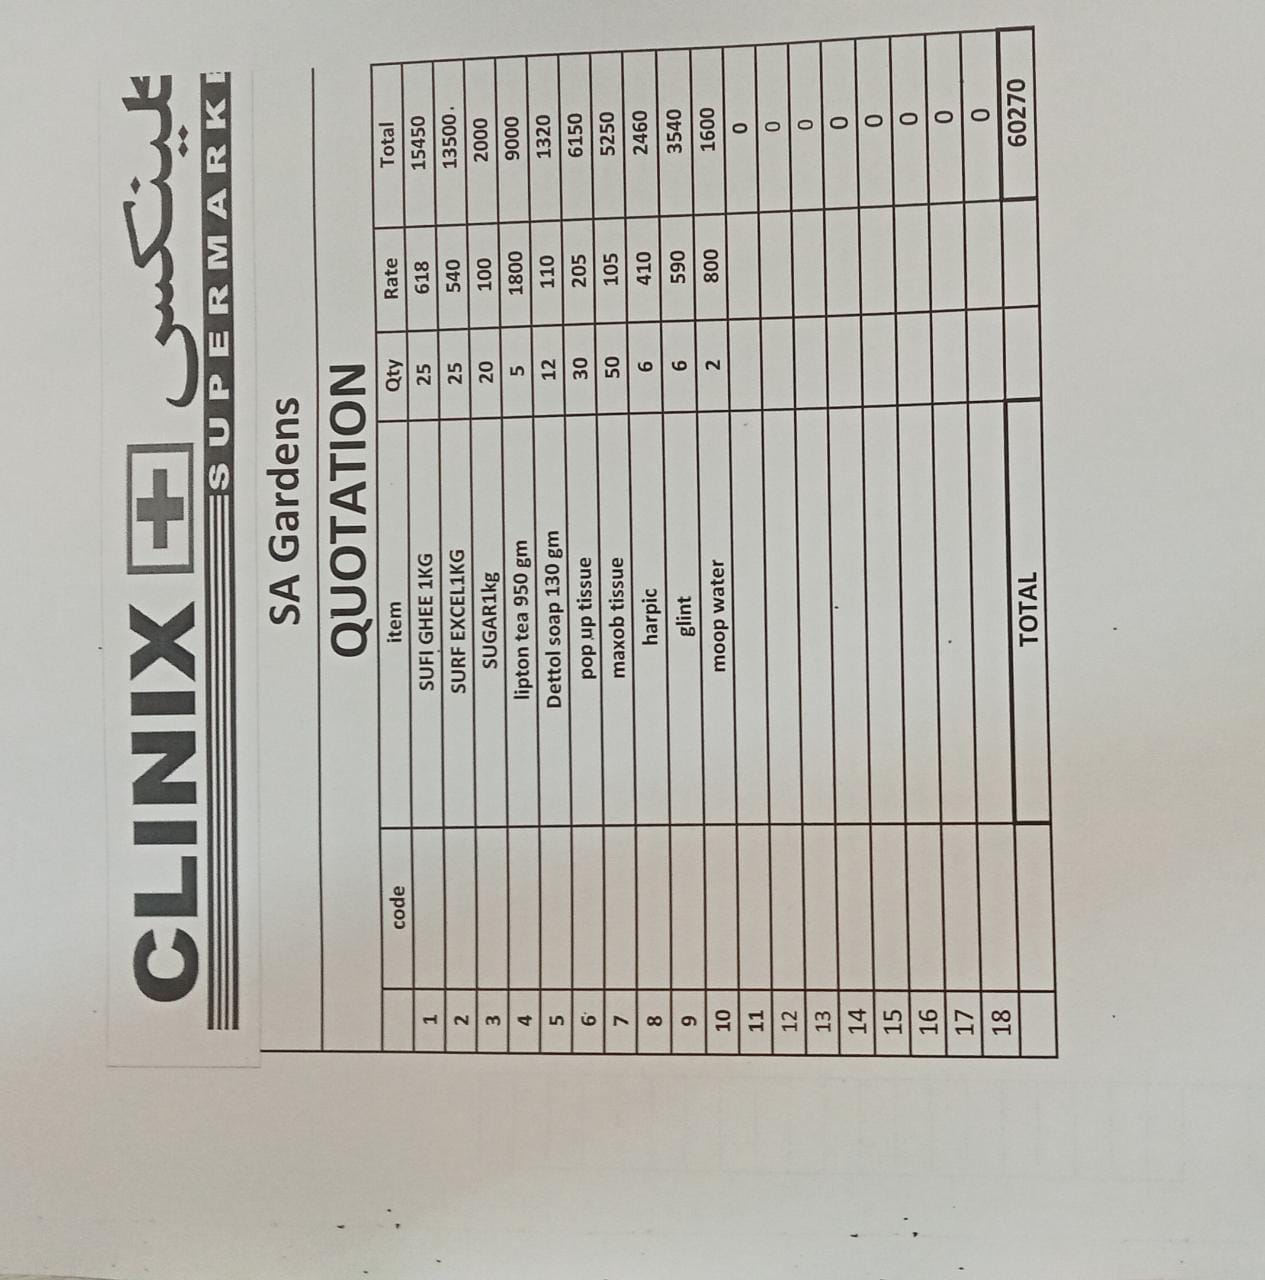 CLINIX کلینکس
SUPERMARKE
SA Gardens
QUOTATION
code item Qty Rate Total
1 SUFI GHEE 1KG 25 618 15450
2 SURF EXCEL1KG 25 540 13500
3 SUGAR1kg 20 100 2000
4 lipton tea 950 gm 5 1800 9000
5 Dettol soap 130 gm 12 110 1320
6 pop up tissue 30 205 6150
7 maxob tissue 50 105 5250
8 harpic 6 410 2460
9 glint 6 590 3540
10 moop water 2 800 1600
11 0
12 0
13 0
14 0
15 0
16 0
17 0
18 0
TOTAL 60270